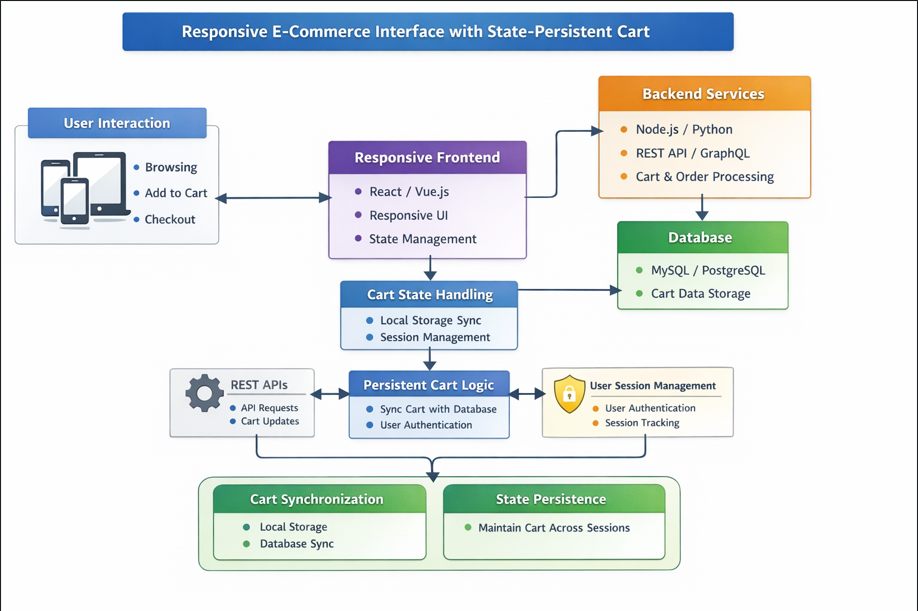 Responsive E-Commerce Interface with State-Persistent Cart
User Interaction
Browsing
Add to Cart
Checkout
Responsive Frontend
React / Vue.js
Responsive UI
State Management
Backend Services
Node.js / Python
REST API / GraphQL
Cart & Order Processing
Database
MySQL / PostgreSQL
Cart Data Storage
Cart State Handling
Local Storage Sync
Session Management
REST APIs
API Requests
Cart Updates
Persistent Cart Logic
Sync Cart with Database
User Authentication
User Session Management
User Authentication
Session Tracking
Cart Synchronization
Local Storage
Database Sync
State Persistence
Maintain Cart Across Sessions